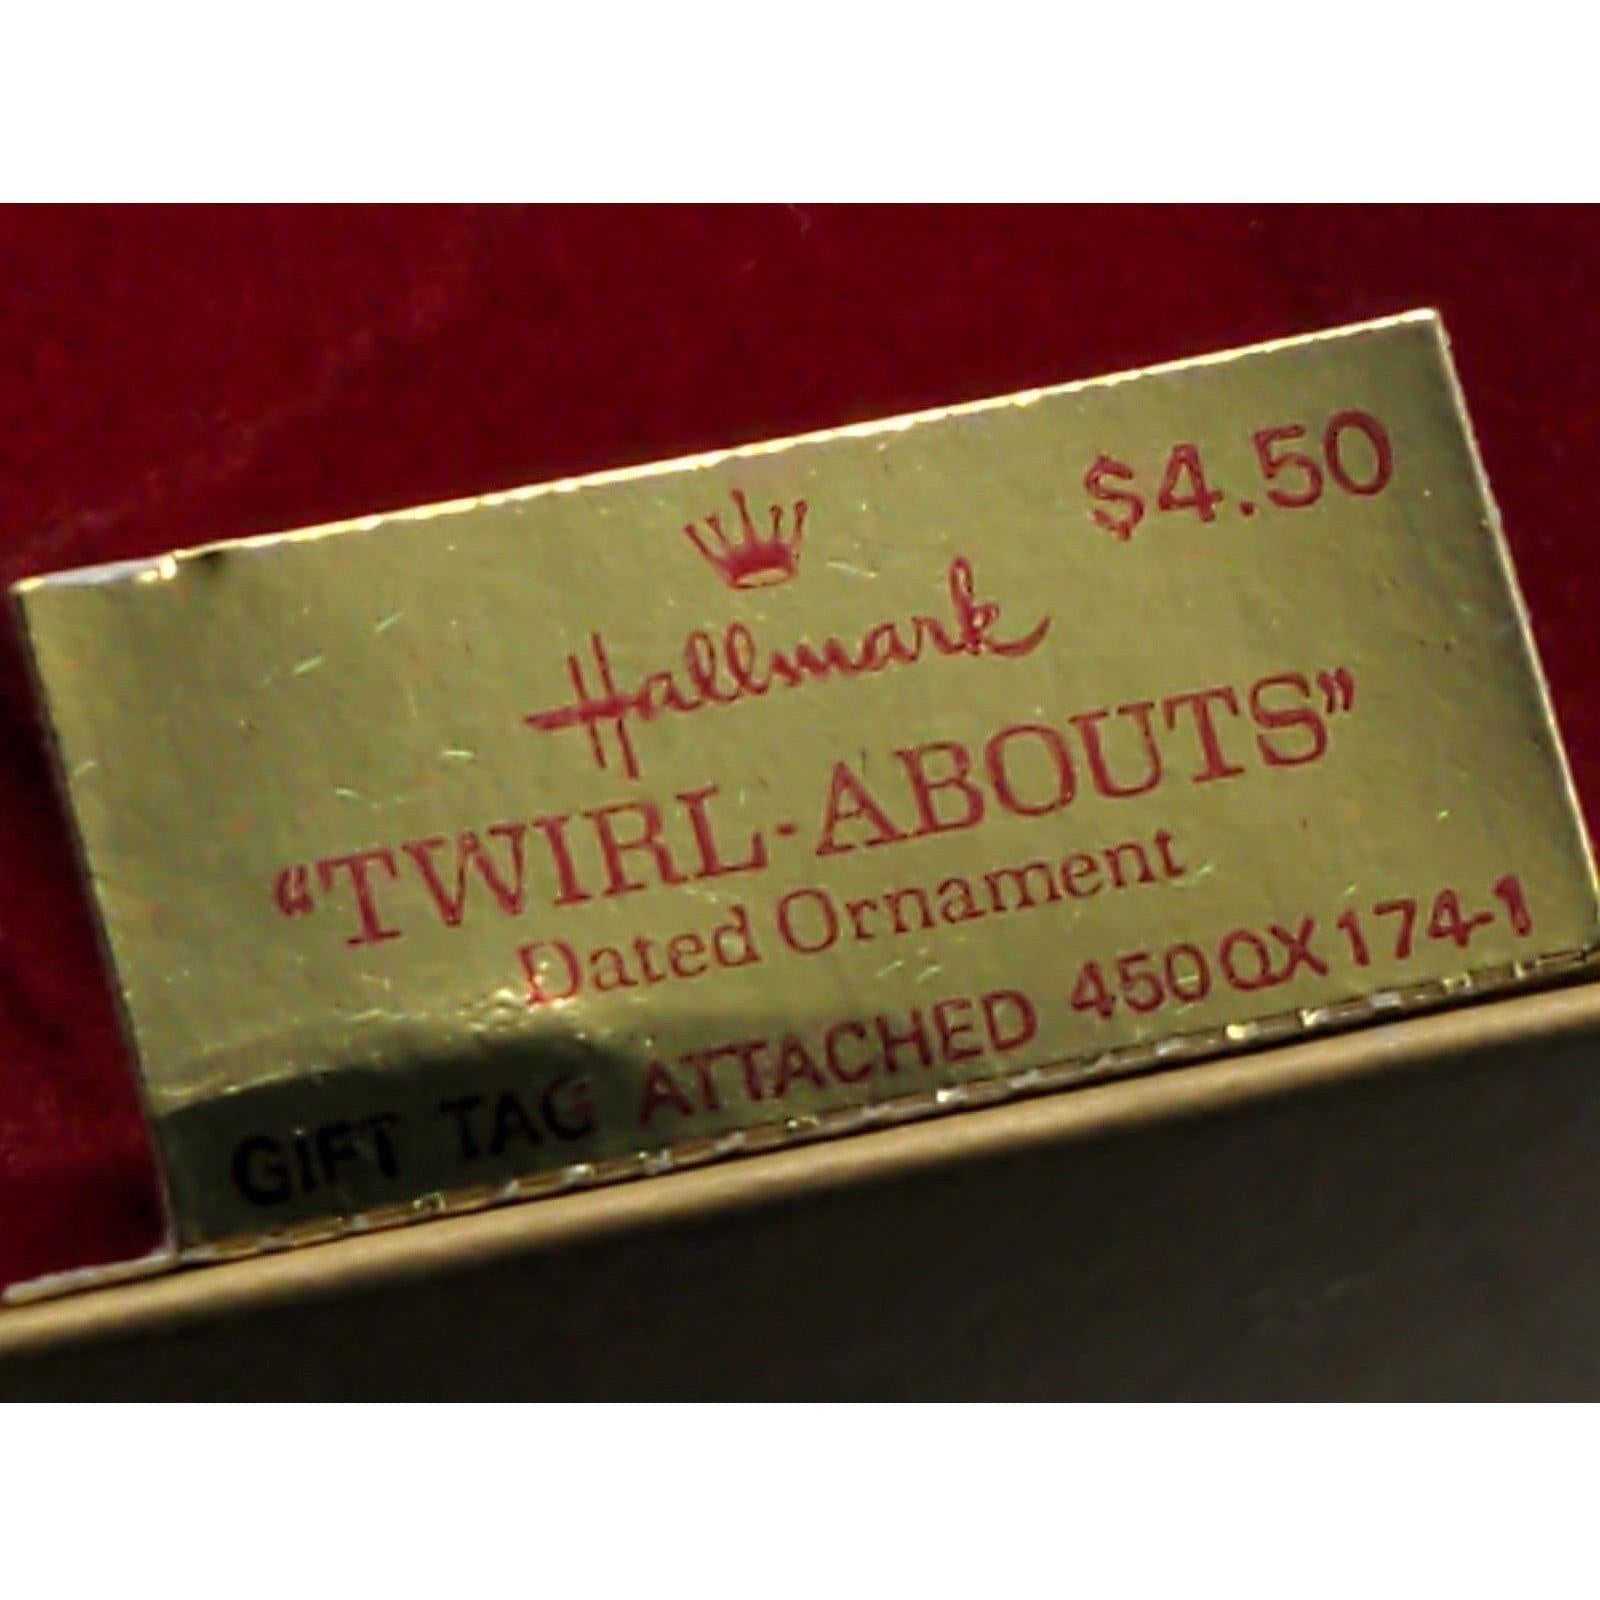 $4.50
Hallmark
“TWIRL-ABOUTS”
Dated Ornament
GIFT TAG ATTACHED 450QX174-1